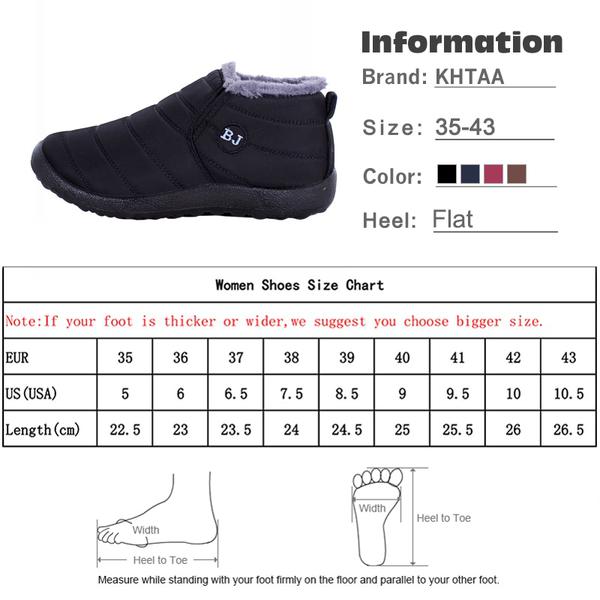 Information
Brand: KHTAA
Size: 35-43
Color:
Heel: Flat
BJ
Women Shoes Size Chart
Note:If your foot is thicker or wider,we suggest you choose bigger size.
EUR 35 36 37 38 39 40 41 42 43
US(USA) 5 6 6.5 7.5 8.5 9 9.5 10 10.5
Length(cm) 22.5 23 23.5 24 24.5 25 25.5 26 26.5
Width
Heel to Toe
Width
Heel to Toe
Measure while standing with your foot firmly on the floor and parallel to your other foot.